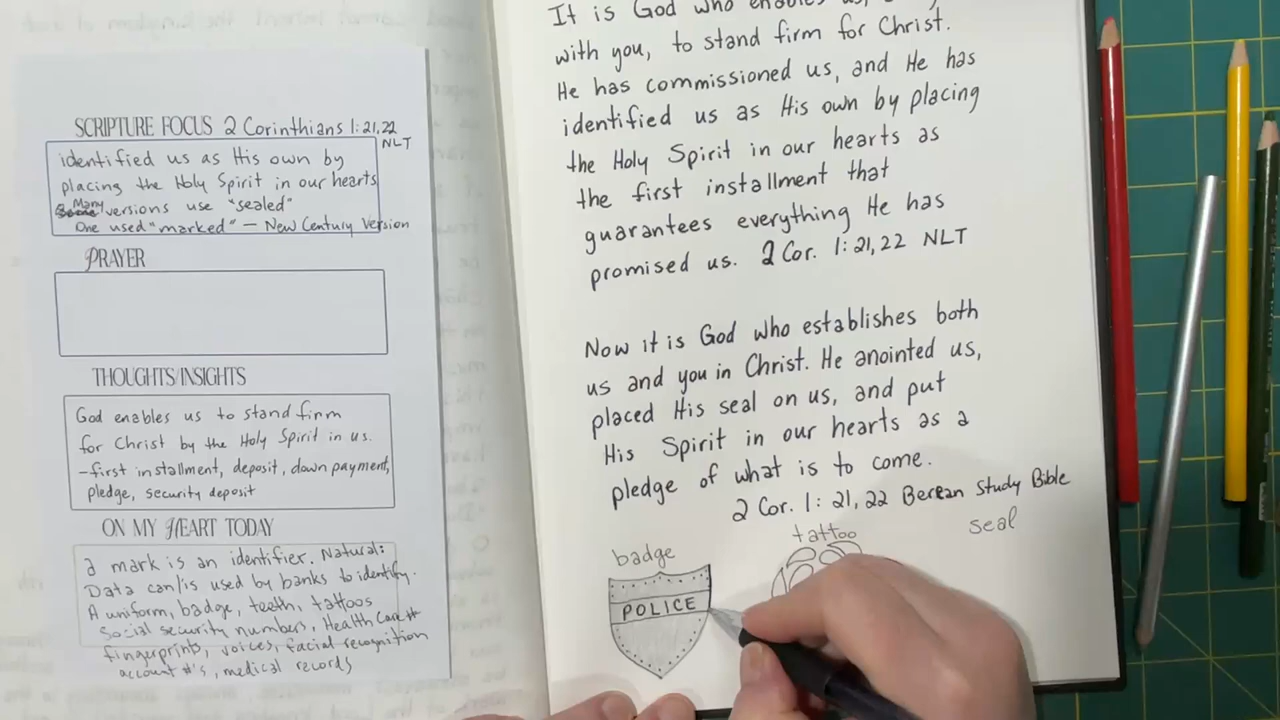 SCRIPTURE FOCUS 2 Corinthians 1:21,22
NLT
identified us as His own by
placing the Holy Spirit in our hearts
Many versions use "sealed"
One used "marked" — New Century Version
PRAYER
THOUGHTS/INSIGHTS
God enables us to stand firm
for Christ by the Holy Spirit in us.
-first installment, deposit, down payment,
pledge, security deposit
ON MY HEART TODAY
a mark is an identifier. Natural:
Data can/is used by banks to identify.
A uniform, badge, teeth, tattoos
Social security numbers, Health Care #
fingerprints, voices, facial recognition
account #'s, medical records
It is God who enables us,
with you, to stand firm for Christ.
He has commissioned us, and He has
identified us as His own by placing
the Holy Spirit in our hearts as
the first installment that
guarantees everything He has
promised us. 2 Cor. 1:21,22 NLT
Now it is God who establishes both
us and you in Christ. He anointed us,
placed His seal on us, and put
His Spirit in our hearts as a
pledge of what is to come.
2 Cor. 1: 21, 22 Berean Study Bible
badge
tattoo
seal
POLICE